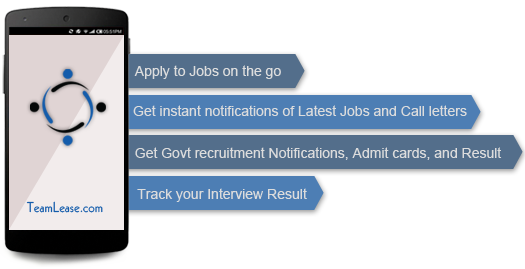 05:51PM
Apply to Jobs on the go
Get instant notifications of Latest Jobs and Call letters
Get Govt recruitment Notifications, Admit cards, and Result
Track your Interview Result
TeamLease.com